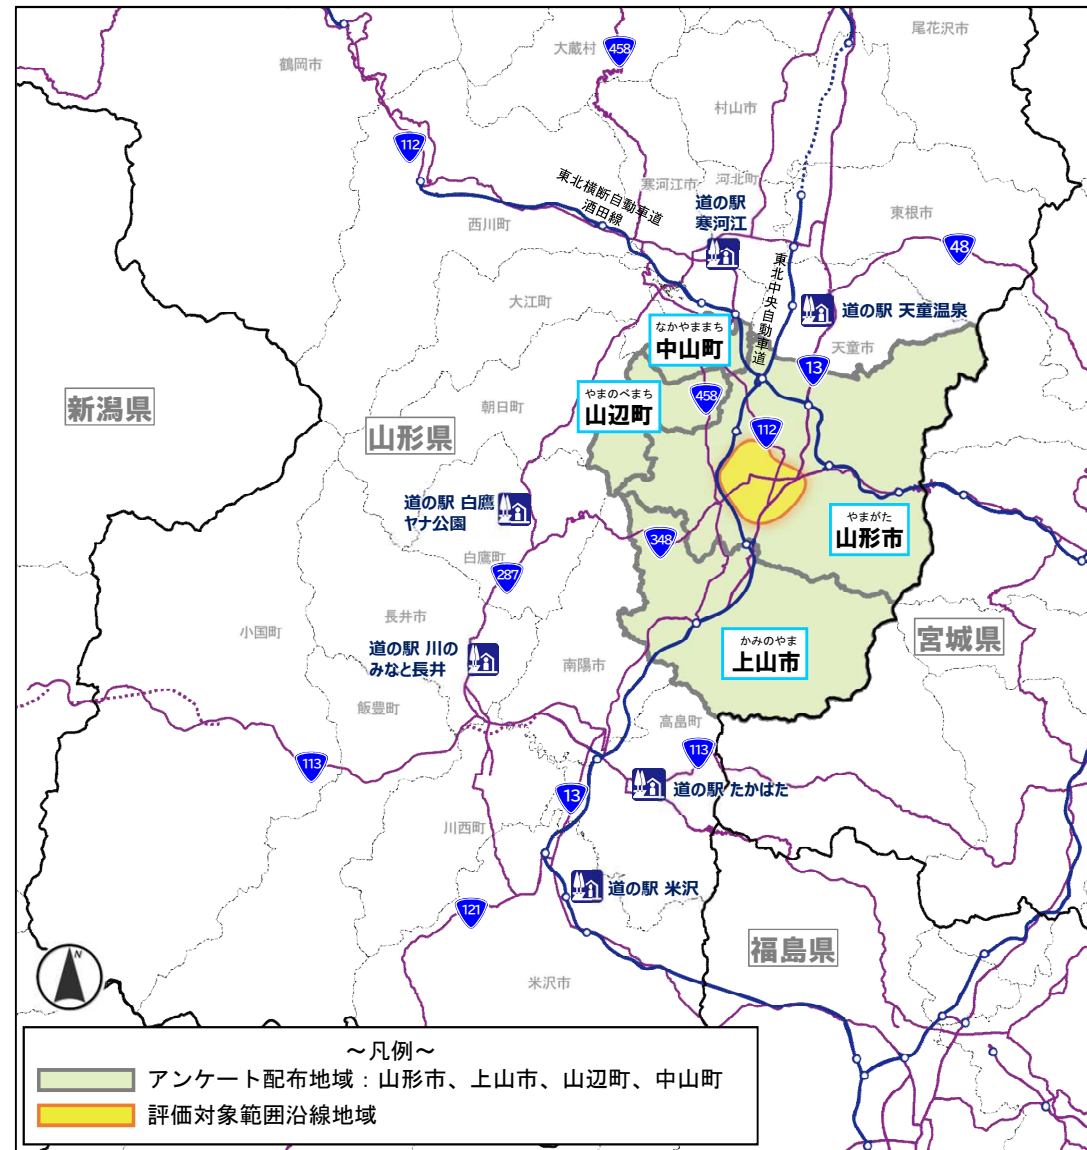 尾花沢市
大蔵村
458
鶴岡市
村山市
112
東北横断自動車道
酒田線
寒河江市
河北町
道の駅
寒河江
東根市
48
西川町
東北中央自動車道
大江町
道の駅 天童温泉
なかやままち
中山町
天童市
13
やまのべまち
山辺町
458
新潟県
朝日町
山形県
112
道の駅 白鷹
ヤナ公園
やまがた
山形市
348
白鷹町
287
長井市
小国町
宮城県
かみのやま
上山市
道の駅 川の
みなと長井
南陽市
飯豊町
高畠町
113
113
道の駅 たかはた
13
川西町
道の駅 米沢
121
福島県
N
米沢市
～凡例～
アンケート配布地域：山形市、上山市、山辺町、中山町
評価対象範囲沿線地域